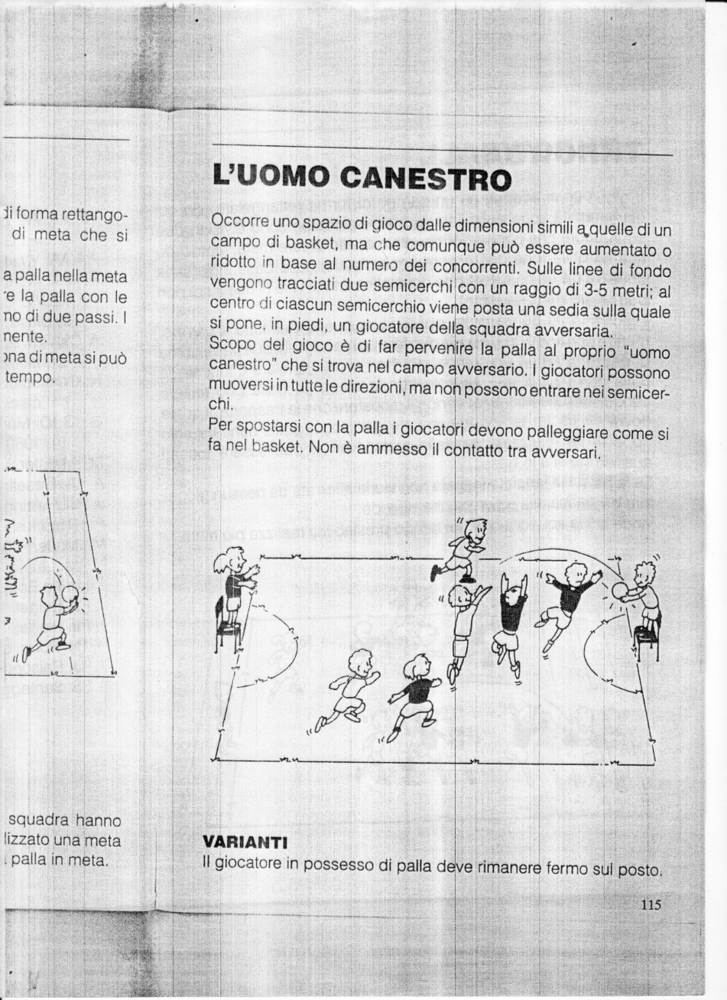 di forma rettango-
di meta che si
a palla nella meta
re la palla con le
no di due passi. I
nente.
ona di meta si può
tempo.
squadra hanno
lizzato una meta
palla in meta.
L'UOMO CANESTRO
Occorre uno spazio di gioco dalle dimensioni simili a quelle di un
campo di basket, ma che comunque può essere aumentato o
ridotto in base al numero dei concorrenti. Sulle linee di fondo
vengono tracciati due semicerchi con un raggio di 3-5 metri; al
centro di ciascun semicerchio viene posta una sedia sulla quale
si pone, in piedi, un giocatore della squadra avversaria.
Scopo del gioco è di far pervenire la palla al proprio “uomo
canestro” che si trova nel campo avversario. I giocatori possono
muoversi in tutte le direzioni, ma non possono entrare nei semicer-
chi.
Per spostarsi con la palla i giocatori devono palleggiare come si
fa nel basket. Non è ammesso il contatto tra avversari.
VARIANTI
Il giocatore in possesso di palla deve rimanere fermo sul posto.
115